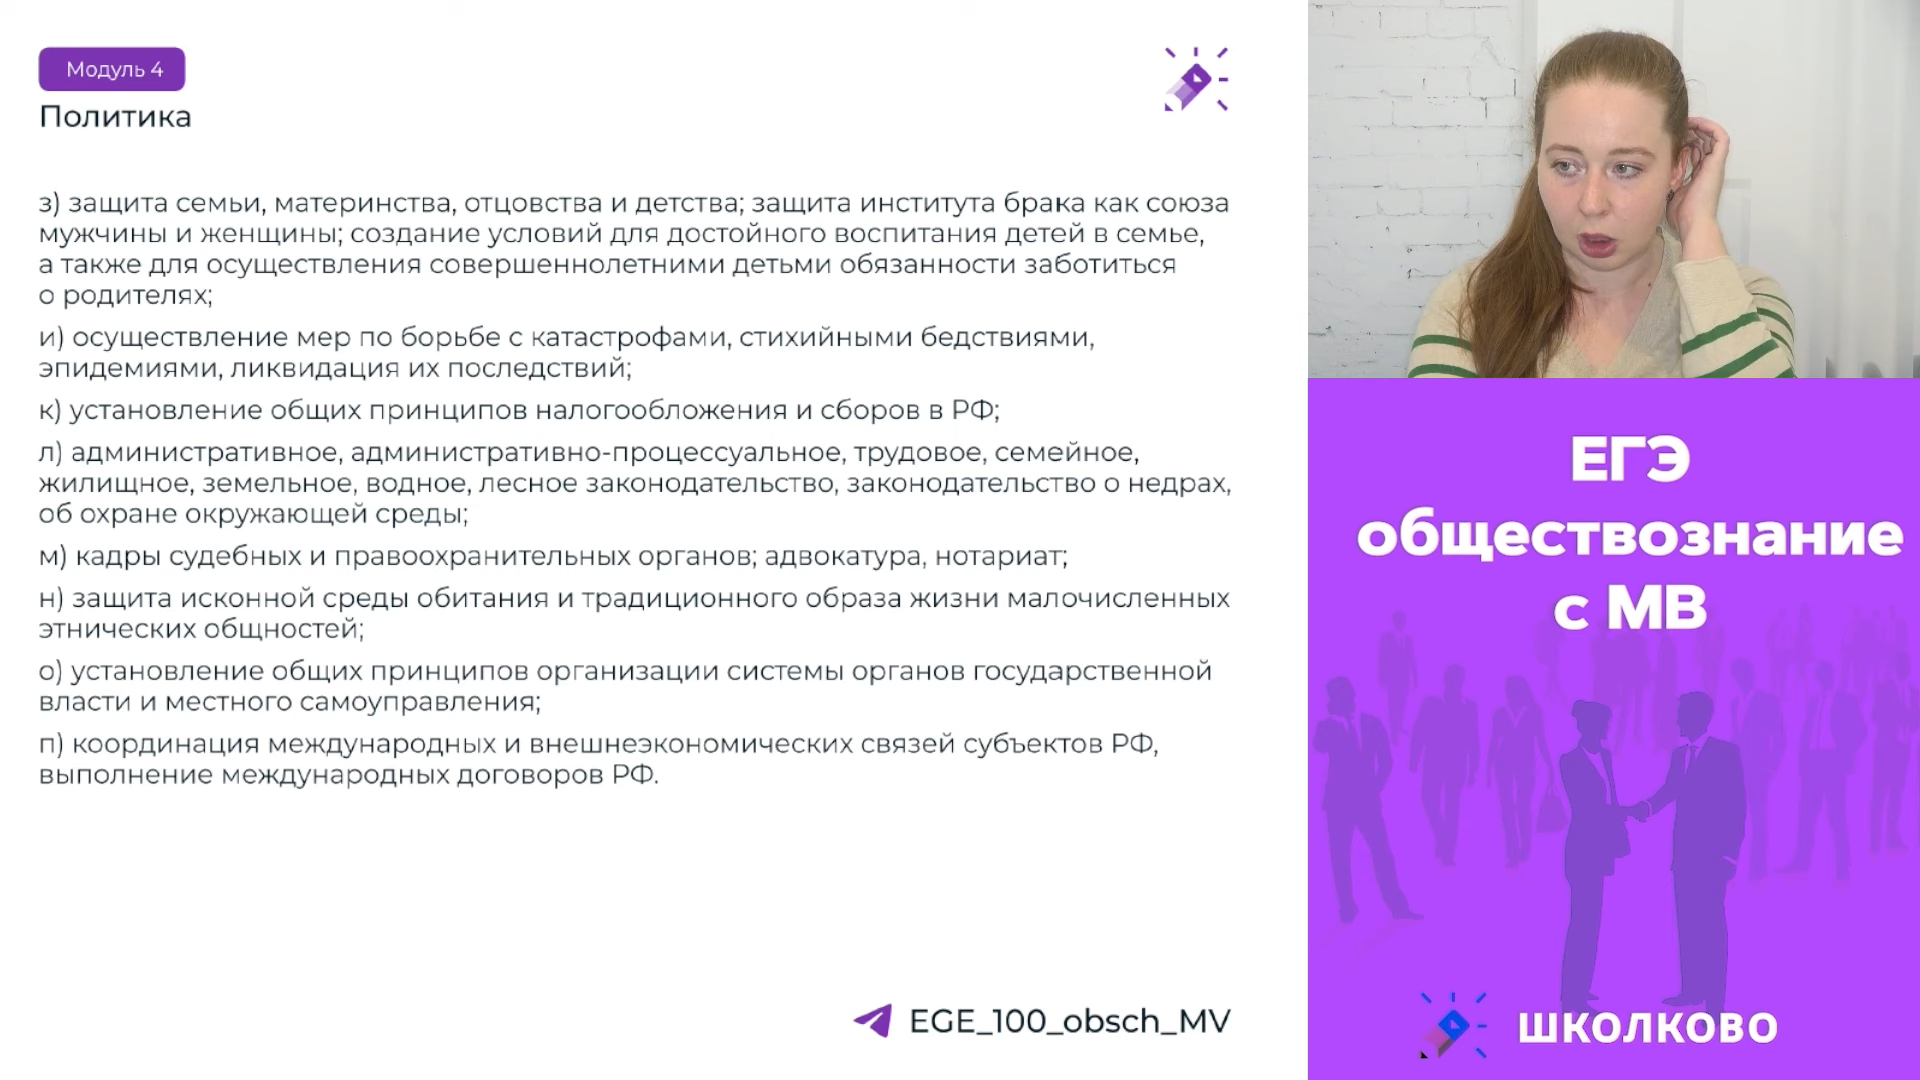 Модуль 4
Политика
з) защита семьи, материнства, отцовства и детства; защита института брака как союза
мужчины и женщины; создание условий для достойного воспитания детей в семье,
а также для осуществления совершеннолетними детьми обязанности заботиться
о родителях;
и) осуществление мер по борьбе с катастрофами, стихийными бедствиями,
эпидемиями, ликвидация их последствий;
к) установление общих принципов налогообложения и сборов в РФ;
л) административное, административно-процессуальное, трудовое, семейное,
жилищное, земельное, водное, лесное законодательство, законодательство о недрах,
об охране окружающей среды;
м) кадры судебных и правоохранительных органов; адвокатура, нотариат;
н) защита исконной среды обитания и традиционного образа жизни малочисленных
этнических общностей;
о) установление общих принципов организации системы органов государственной
власти и местного самоуправления;
п) координация международных и внешнеэкономических связей субъектов РФ,
выполнение международных договоров РФ.
EGE_100_obsch_MV
ЕГЭ
обществознание
с МВ
ШКОЛКОВО